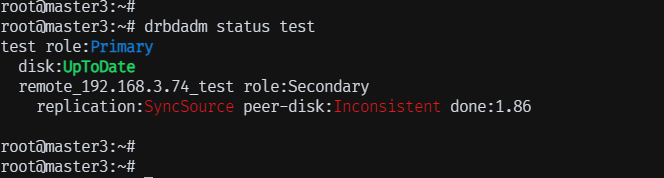 root@master3:~#
root@master3:~# drbdadm status test
test role:Primary
disk:UpToDate
remote_192.168.3.74_test role:Secondary
replication:SyncSource peer-disk:Inconsistent done:1.86
root@master3:~#
root@master3:~#